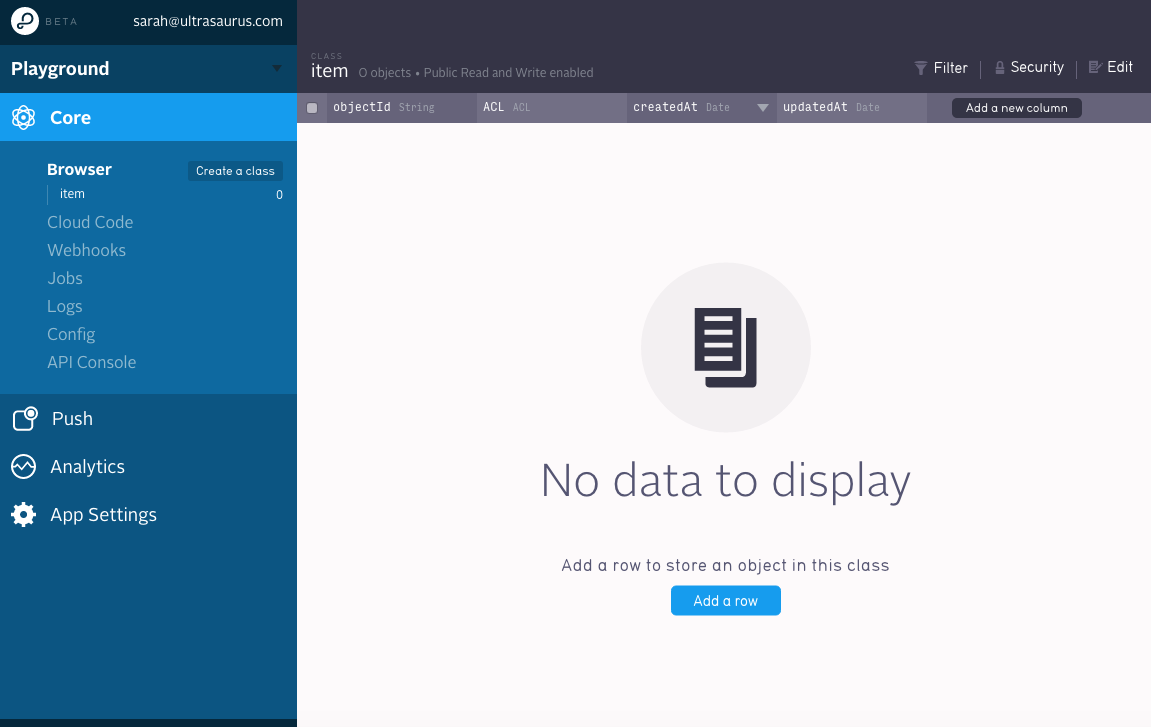 BETA sarah@ultrasaurus.com
Playground
Core
Browser Create a class
item 0
Cloud Code
Webhooks
Jobs
Logs
Config
API Console
Push
Analytics
App Settings
CLASS
item 0 objects • Public Read and Write enabled Filter Security Edit
objectId String ACL ACL createdAt Date updatedAt Date Add a new column
No data to display
Add a row to store an object in this class
Add a row